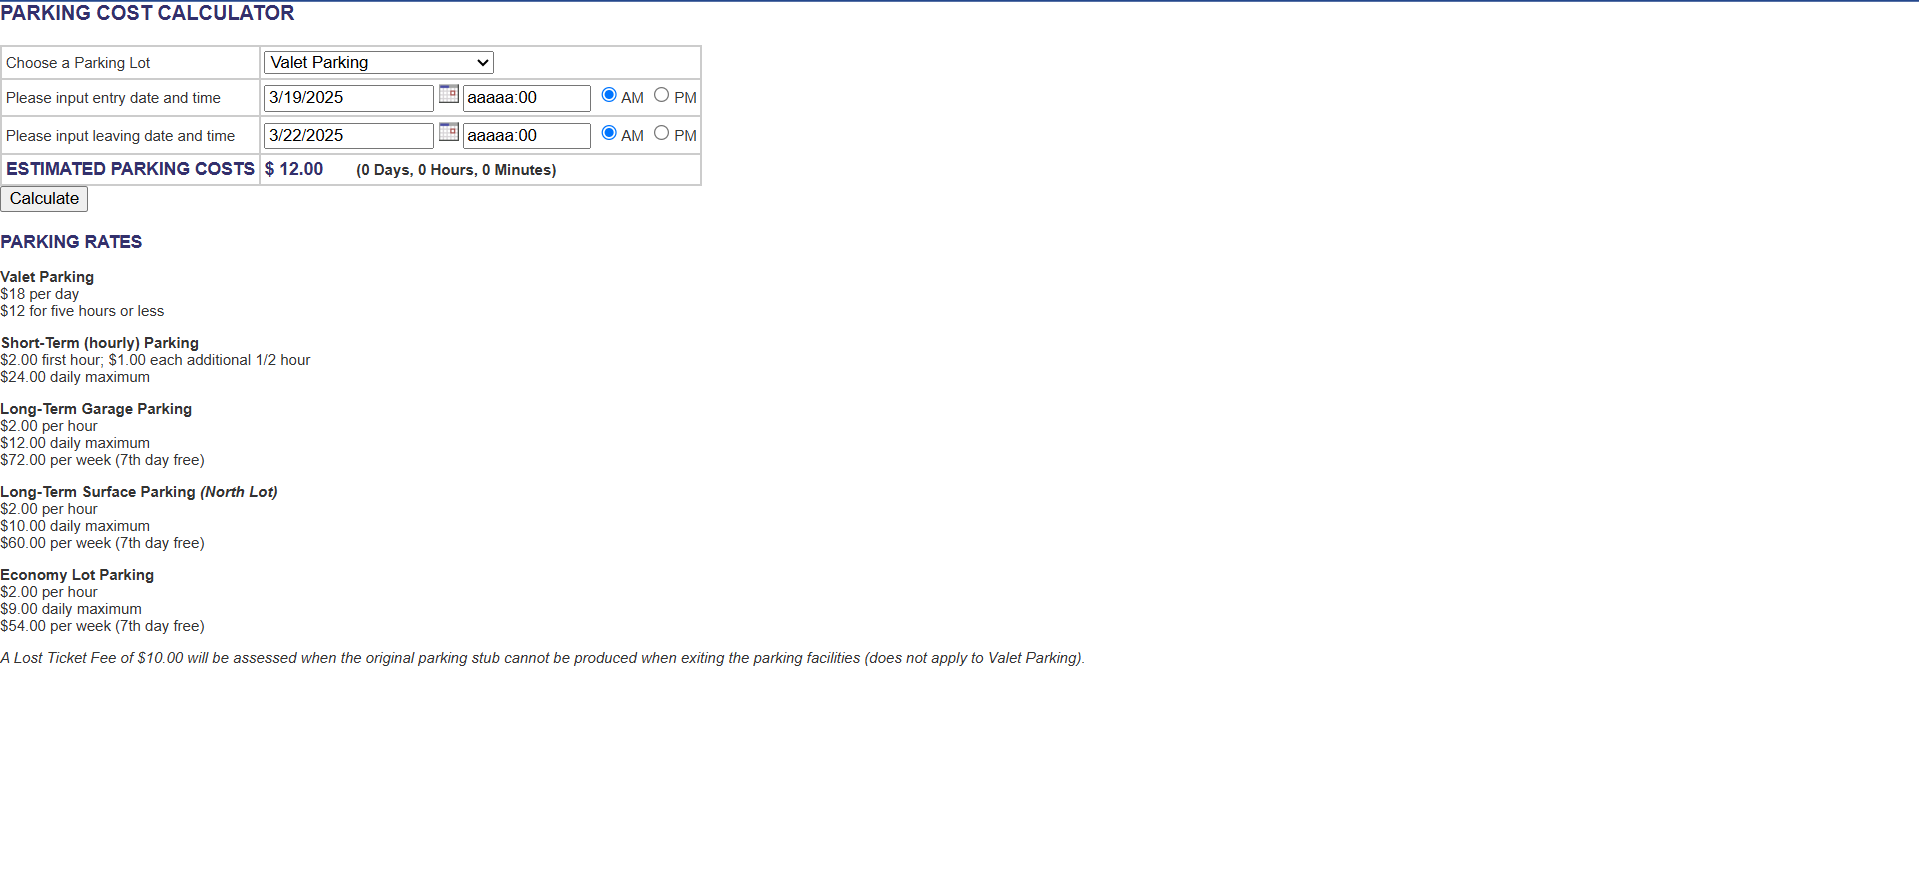 PARKING COST CALCULATOR
Choose a Parking Lot Valet Parking
Please input entry date and time 3/19/2025 aaaaa:00 AM PM
Please input leaving date and time 3/22/2025 aaaaa:00 AM PM
ESTIMATED PARKING COSTS $ 12.00 (0 Days, 0 Hours, 0 Minutes)
Calculate
PARKING RATES
Valet Parking
$18 per day
$12 for five hours or less
Short-Term (hourly) Parking
$2.00 first hour; $1.00 each additional 1/2 hour
$24.00 daily maximum
Long-Term Garage Parking
$2.00 per hour
$12.00 daily maximum
$72.00 per week (7th day free)
Long-Term Surface Parking (North Lot)
$2.00 per hour
$10.00 daily maximum
$60.00 per week (7th day free)
Economy Lot Parking
$2.00 per hour
$9.00 daily maximum
$54.00 per week (7th day free)
A Lost Ticket Fee of $10.00 will be assessed when the original parking stub cannot be produced when exiting the parking facilities (does not apply to Valet Parking).